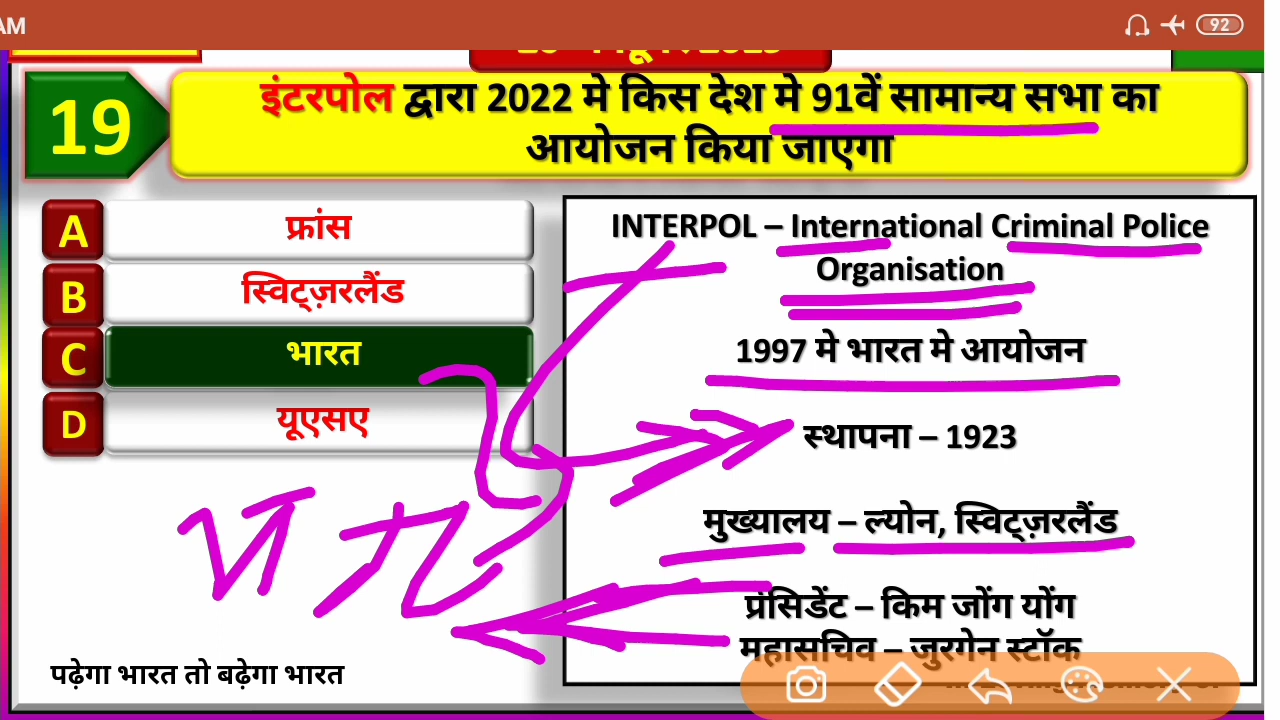 AM
92
19
इंटरपोल द्वारा 2022 मे किस देश मे 91वें सामान्य सभा का
आयोजन किया जाएगा
A
फ्रांस
B
स्विट्ज़रलैंड
C
भारत
D
यूएसए
INTERPOL – International Criminal Police
Organisation
1997 मे भारत मे आयोजन
स्थापना – 1923
मुख्यालय – ल्योन, स्विट्ज़रलैंड
प्रेसिडेंट – किम जोंग योंग
महासचिव – जुरगेन स्टॉक
पढ़ेगा भारत तो बढ़ेगा भारत